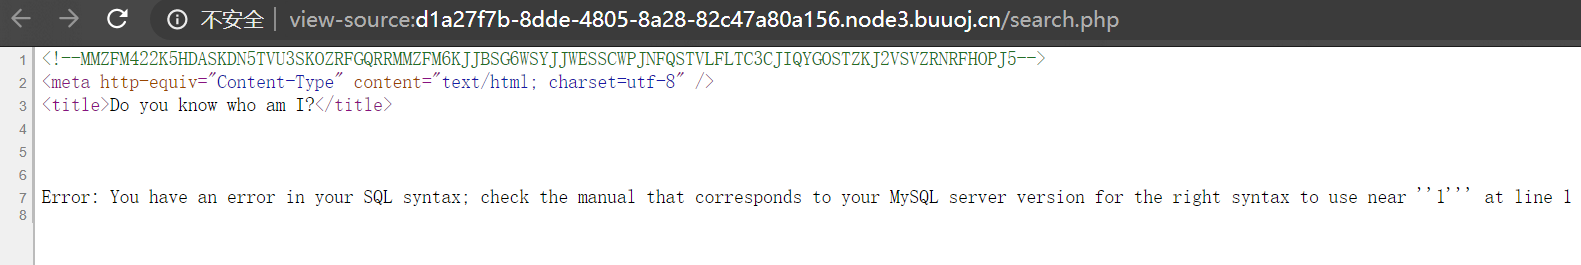 不安全 | view-source:d1a27f7b-8dde-4805-8a28-82c47a80a156.node3.buuoj.cn/search.php
1 <!--MMZFM422K5HDASKDN5TVU3SKOZRFGQRRMMZFM6KJJBSG6WSYJJWESSCWPJNFQSTVLFLTC3CJIQYGOSTZKJ2VSVZRNRFHOPJ5-->
2 <meta http-equiv="Content-Type" content="text/html; charset=utf-8" />
3 <title>Do you know who am I?</title>
4
5
6
7 Error: You have an error in your SQL syntax; check the manual that corresponds to your MySQL server version for the right syntax to use near ''1''' at line 1
8